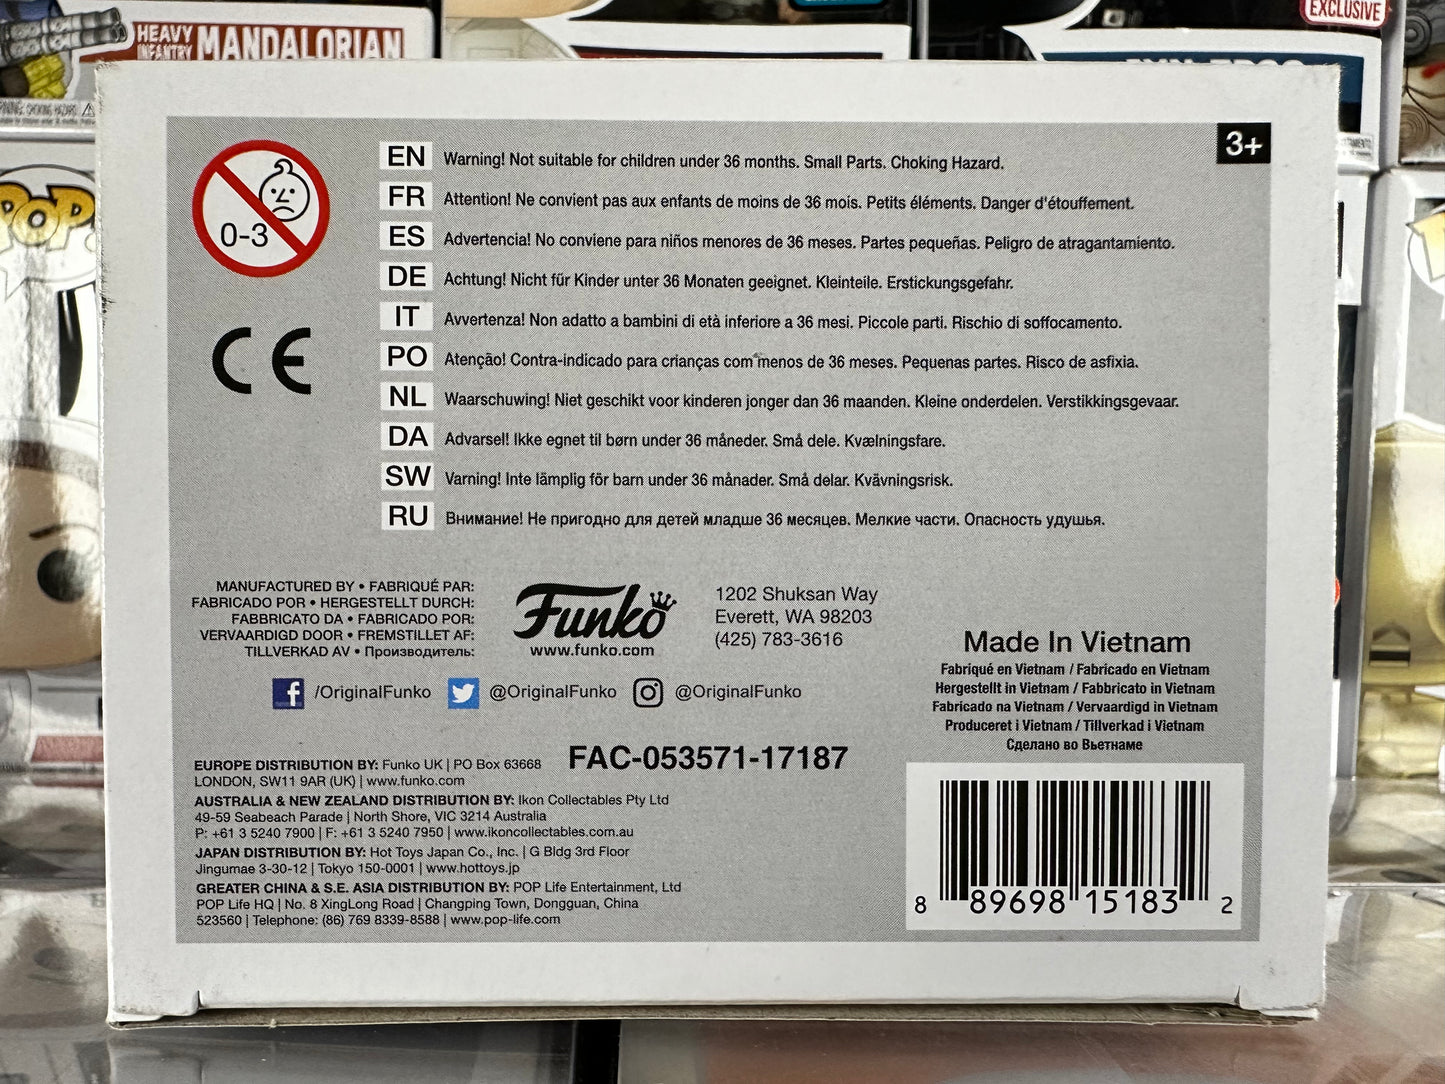 HEAVY
INFANTRY MANDALORIAN
EXCLUSIVE
POP!
3+
0-3
CE
EN Warning! Not suitable for children under 36 months. Small Parts. Choking Hazard.
FR Attention! Ne convient pas aux enfants de moins de 36 mois. Petits éléments. Danger d'étouffement.
ES Advertencia! No conviene para niños menores de 36 meses. Partes pequeñas. Peligro de atragantamiento.
DE Achtung! Nicht für Kinder unter 36 Monaten geeignet. Kleinteile. Erstickungsgefahr.
IT Avvertenza! Non adatto a bambini di età inferiore a 36 mesi. Piccole parti. Rischio di soffocamento.
PO Atenção! Contra-indicado para crianças com menos de 36 meses. Pequenas partes. Risco de asfixia.
NL Waarschuwing! Niet geschikt voor kinderen jonger dan 36 maanden. Kleine onderdelen. Verstikkingsgevaar.
DA Advarsel! Ikke egnet til børn under 36 måneder. Små dele. Kvælningsfare.
SW Varning! Inte lämplig för barn under 36 månader. Små delar. Kvävningsrisk.
RU Внимание! Не пригодно для детей младше 36 месяцев. Мелкие части. Опасность удушья.
MANUFACTURED BY • FABRIQUÉ PAR:
FABRICADO POR • HERGESTELLT DURCH:
FABBRICATO DA • FABRICADO POR:
VERVAARDIGD DOOR • FREMSTILLET AF:
TILLVERKAD AV • Производитель:
Funko
www.funko.com
1202 Shuksan Way
Everett, WA 98203
(425) 783-3616
/OriginalFunko @OriginalFunko @OriginalFunko
Made In Vietnam
Fabriqué en Vietnam / Fabricado en Vietnam
Hergestellt in Vietnam / Fabbricato in Vietnam
Fabricado na Vietnam / Vervaardigd in Vietnam
Produceret i Vietnam / Tillverkad i Vietnam
Сделано во Вьетнаме
FAC-053571-17187
EUROPE DISTRIBUTION BY: Funko UK | PO Box 63668
LONDON, SW11 9AR (UK) | www.funko.com
AUSTRALIA & NEW ZEALAND DISTRIBUTION BY: Ikon Collectables Pty Ltd
49-59 Seabeach Parade | North Shore, VIC 3214 Australia
P: +61 3 5240 7900 | F: +61 3 5240 7950 | www.ikoncollectables.com.au
JAPAN DISTRIBUTION BY: Hot Toys Japan Co., Inc. | G Bldg 3rd Floor
Jingumae 3-30-12 | Tokyo 150-0001 | www.hottoys.jp
GREATER CHINA & S.E. ASIA DISTRIBUTION BY: POP Life Entertainment, Ltd
POP Life HQ | No. 8 XingLong Road | Changping Town, Dongguan, China
523560 | Telephone: (86) 769 8339-8588 | www.pop-life.com
8 89698 15183 2